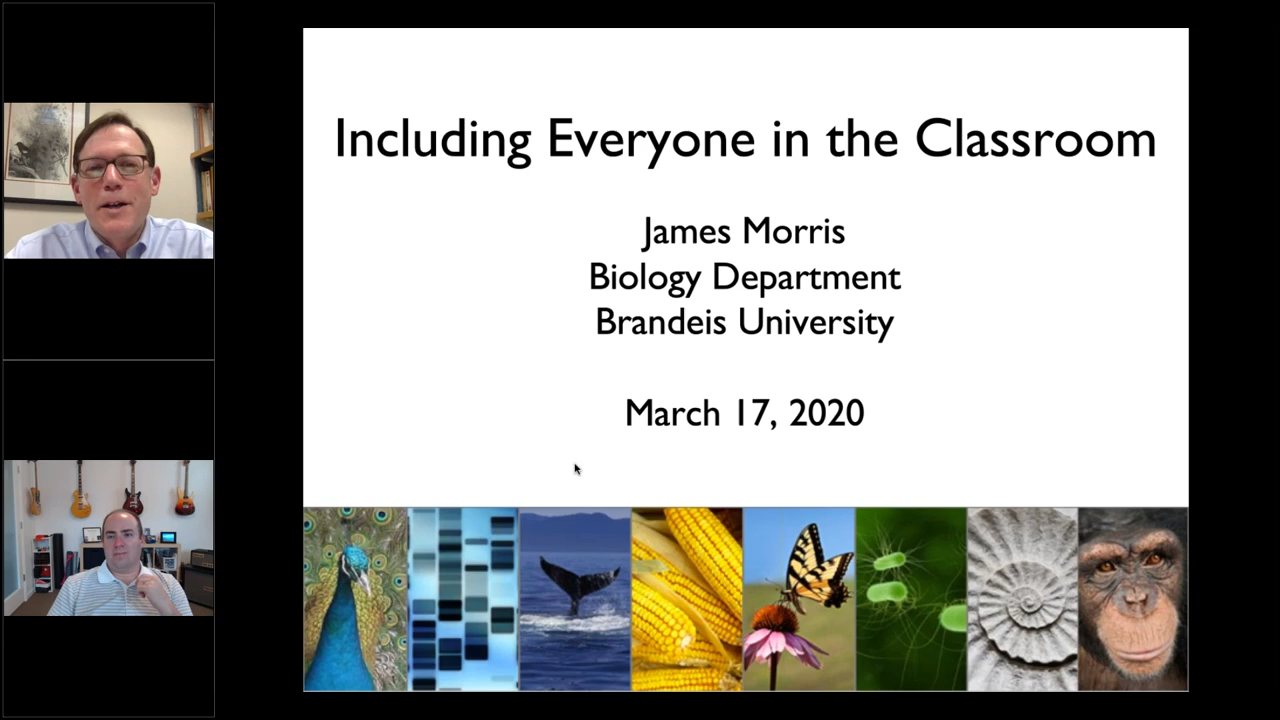 Including Everyone in the Classroom
James Morris
Biology Department
Brandeis University
March 17, 2020